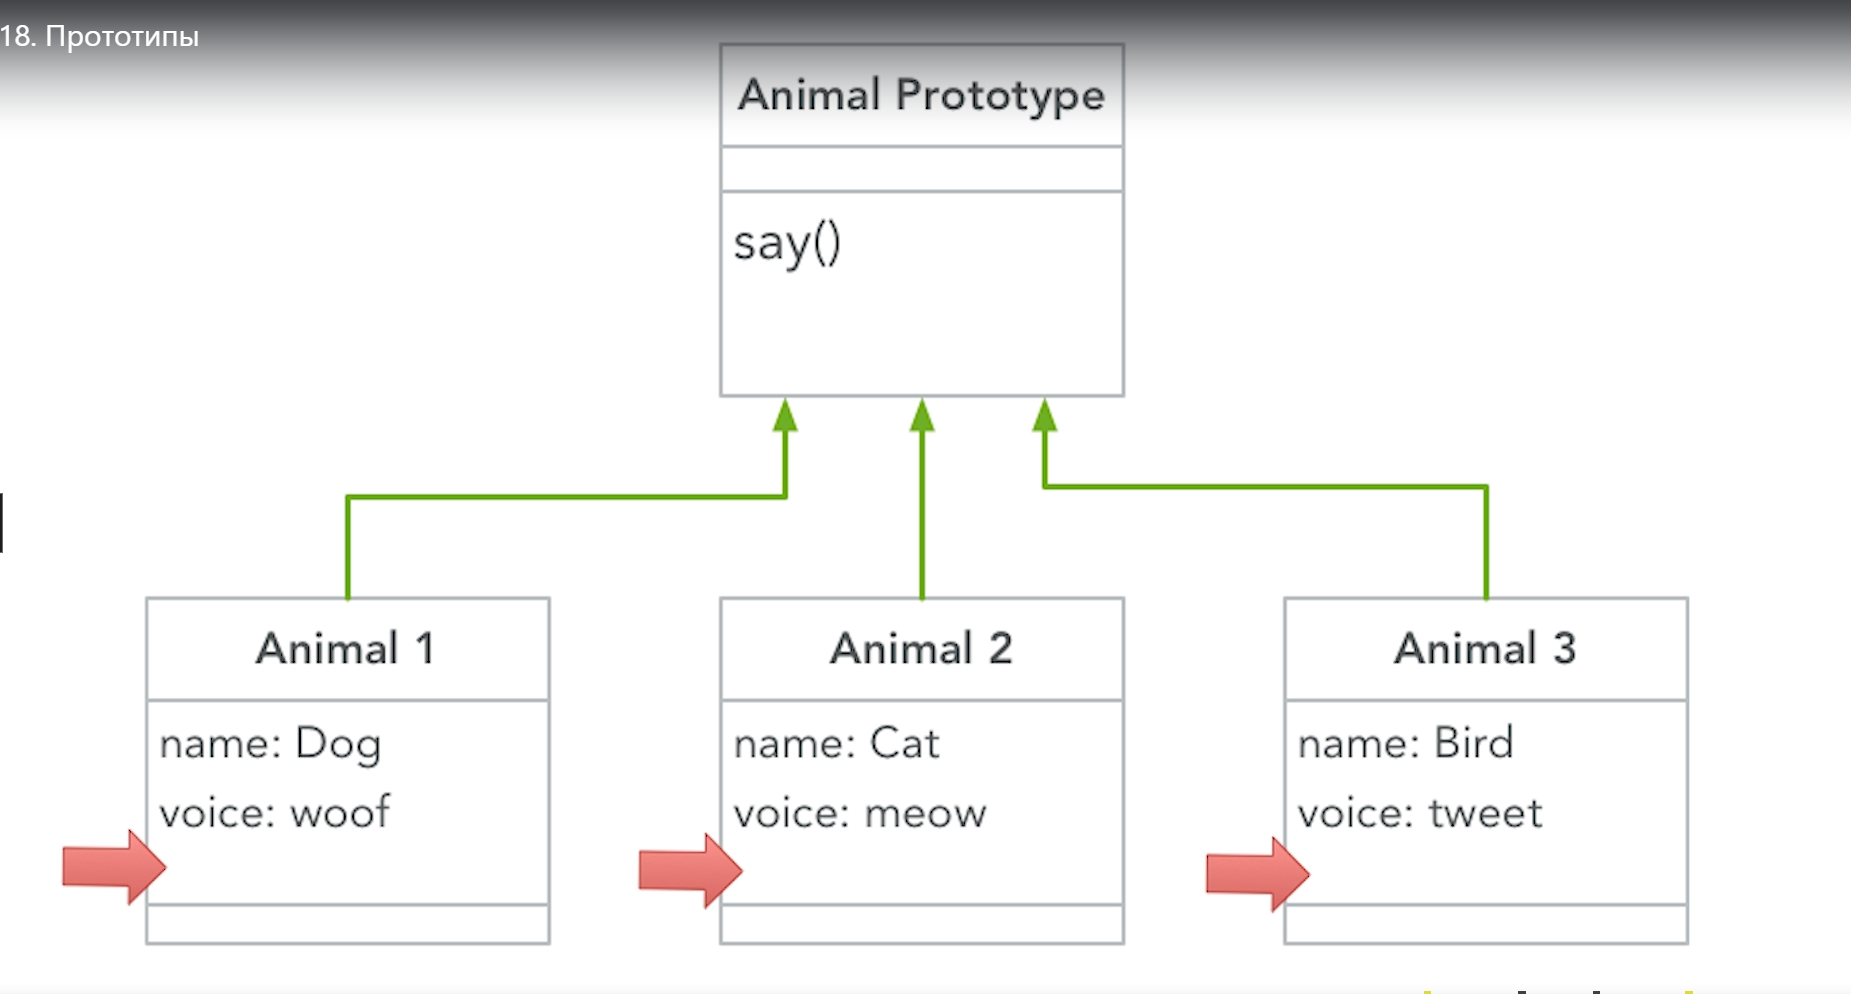 18. Прототипы
Animal Prototype
say()
Animal 1
name: Dog
voice: woof
Animal 2
name: Cat
voice: meow
Animal 3
name: Bird
voice: tweet